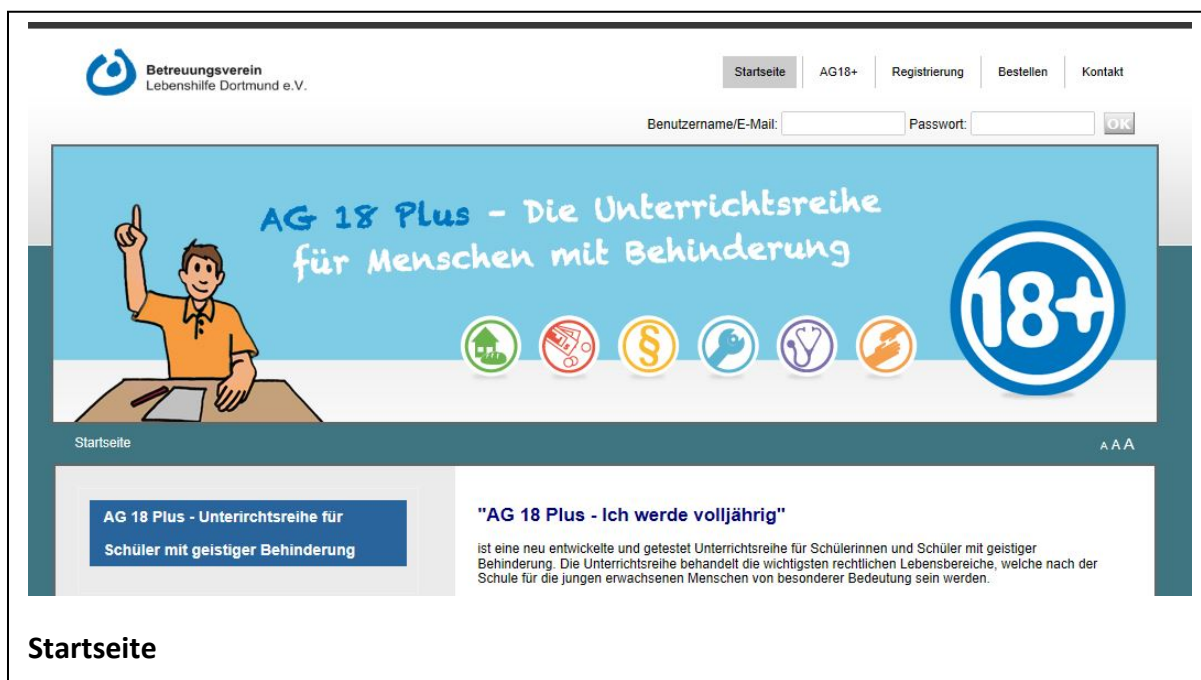 Betreuungsverein
Lebenshilfe Dortmund e.V.
Startseite AG18+ Registrierung Bestellen Kontakt
Benutzername/E-Mail: Passwort: OK
AG 18 Plus - Die Unterrichtsreihe
für Menschen mit Behinderung
§
18+
Startseite
A A A
AG 18 Plus - Unterirchtsreihe für
Schüler mit geistiger Behinderung
"AG 18 Plus - Ich werde volljährig"
ist eine neu entwickelte und getestet Unterrichtsreihe für Schülerinnen und Schüler mit geistiger
Behinderung. Die Unterrichtsreihe behandelt die wichtigsten rechtlichen Lebensbereiche, welche nach der
Schule für die jungen erwachsenen Menschen von besonderer Bedeutung sein werden.
Startseite